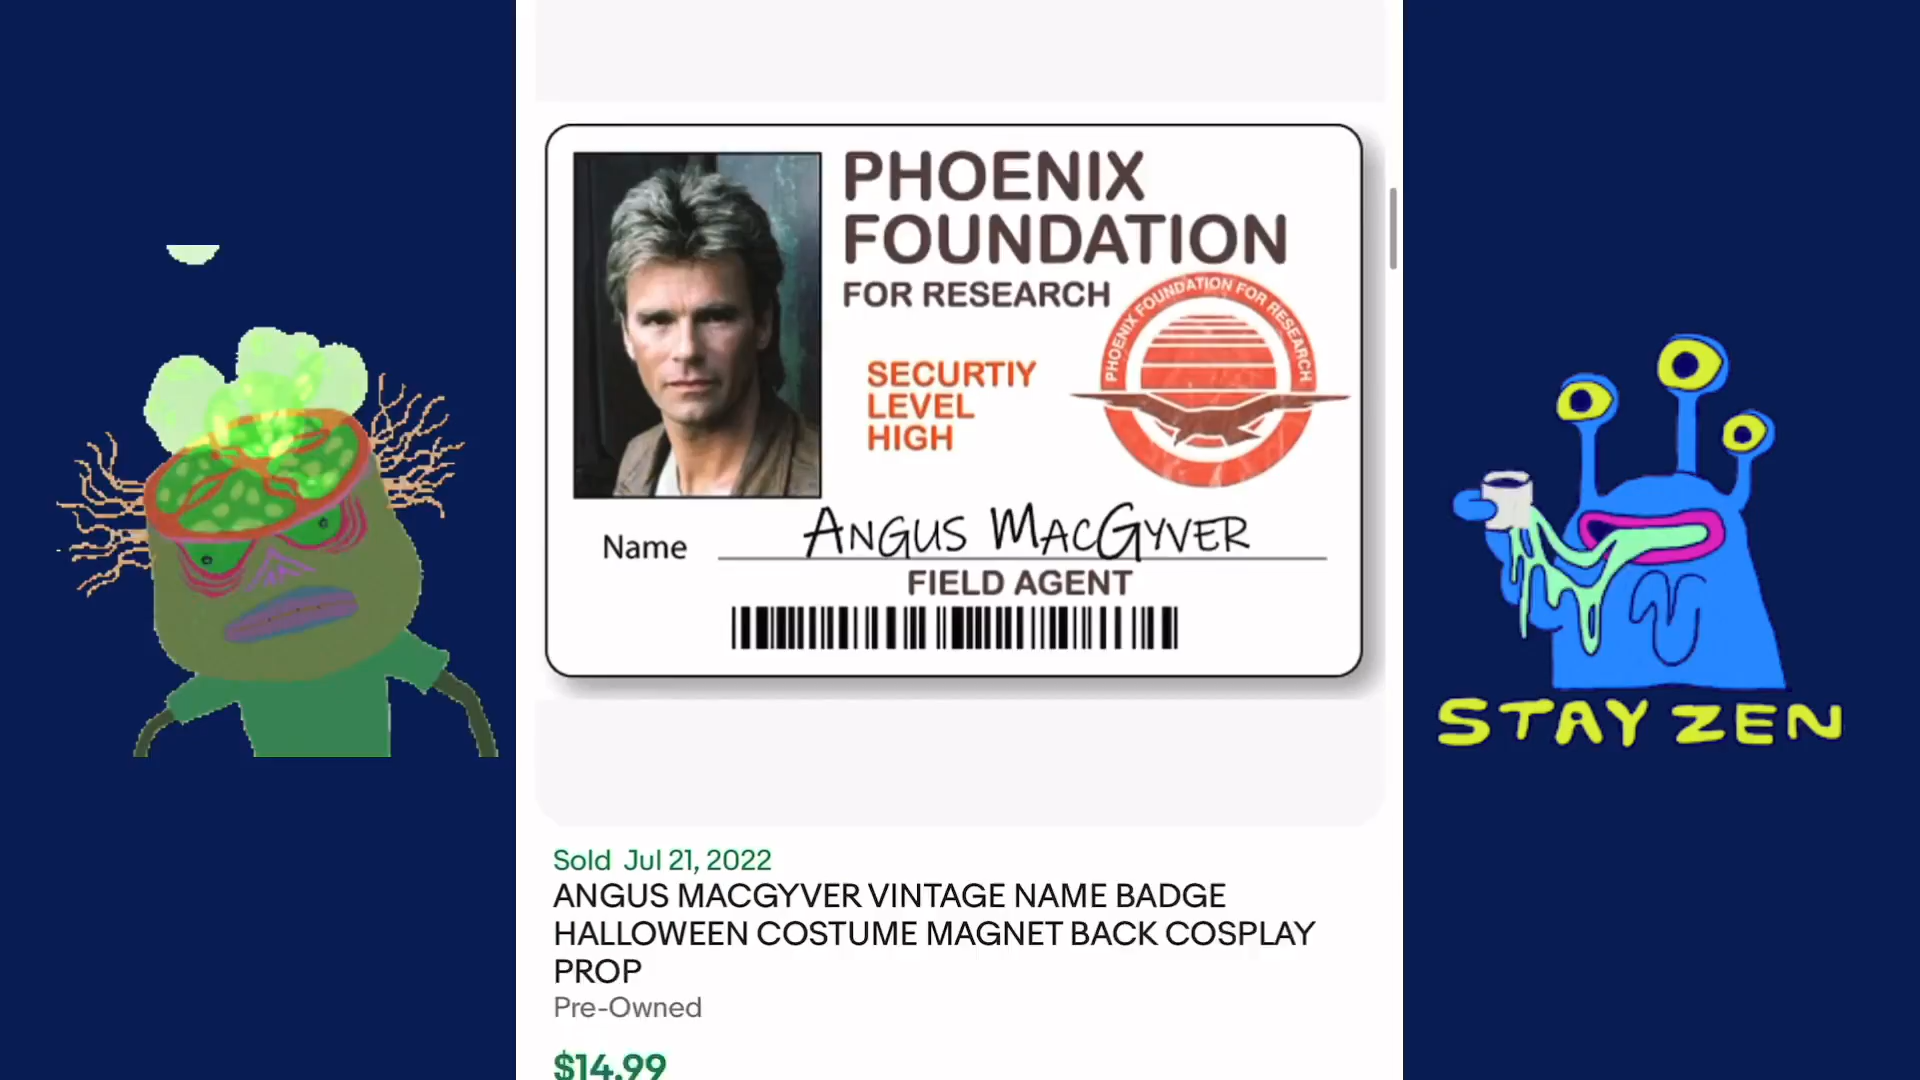 PHOENIX
FOUNDATION
FOR RESEARCH
PHOENIX FOUNDATION FOR RESEARCH
SECURTIY
LEVEL
HIGH
Name ANGUS MACGYVER
FIELD AGENT
STAY ZEN
Sold Jul 21, 2022
ANGUS MACGYVER VINTAGE NAME BADGE
HALLOWEEN COSTUME MAGNET BACK COSPLAY
PROP
Pre-Owned
$14.99